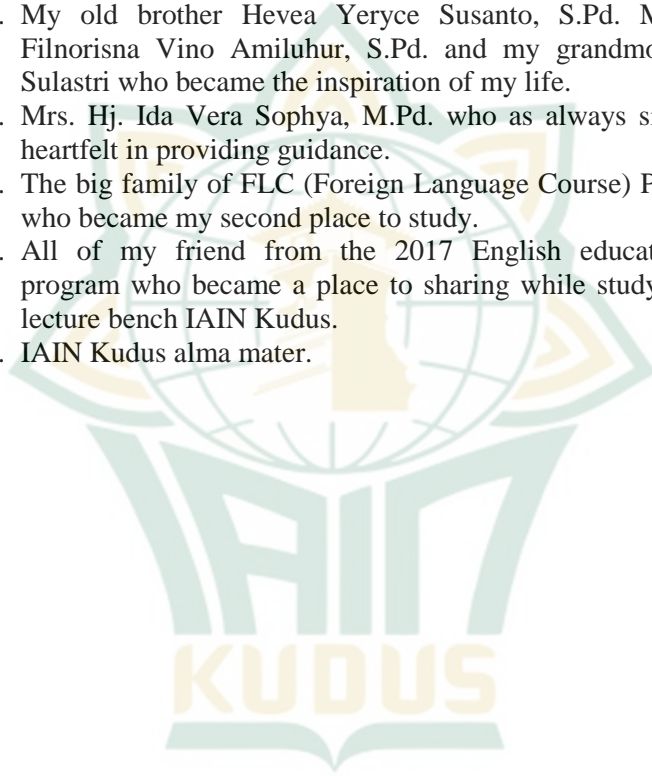 . My old brother Hevea Yeryce Susanto, S.Pd.
Filnorisna Vino Amiluhur, S.Pd. and my
Sulastri who became the inspiration of my life.
. Mrs. Hj. Ida Vera Sophya, M.Pd. who as always
heartfelt in providing guidance.
. The big family of FLC (Foreign Language Course)
who became my second place to study.
. All of my friend from the 2017 English
program who became a place to sharing while
lecture bench IAIN Kudus.
. IAIN Kudus alma mater.
IAIN
KUDUS